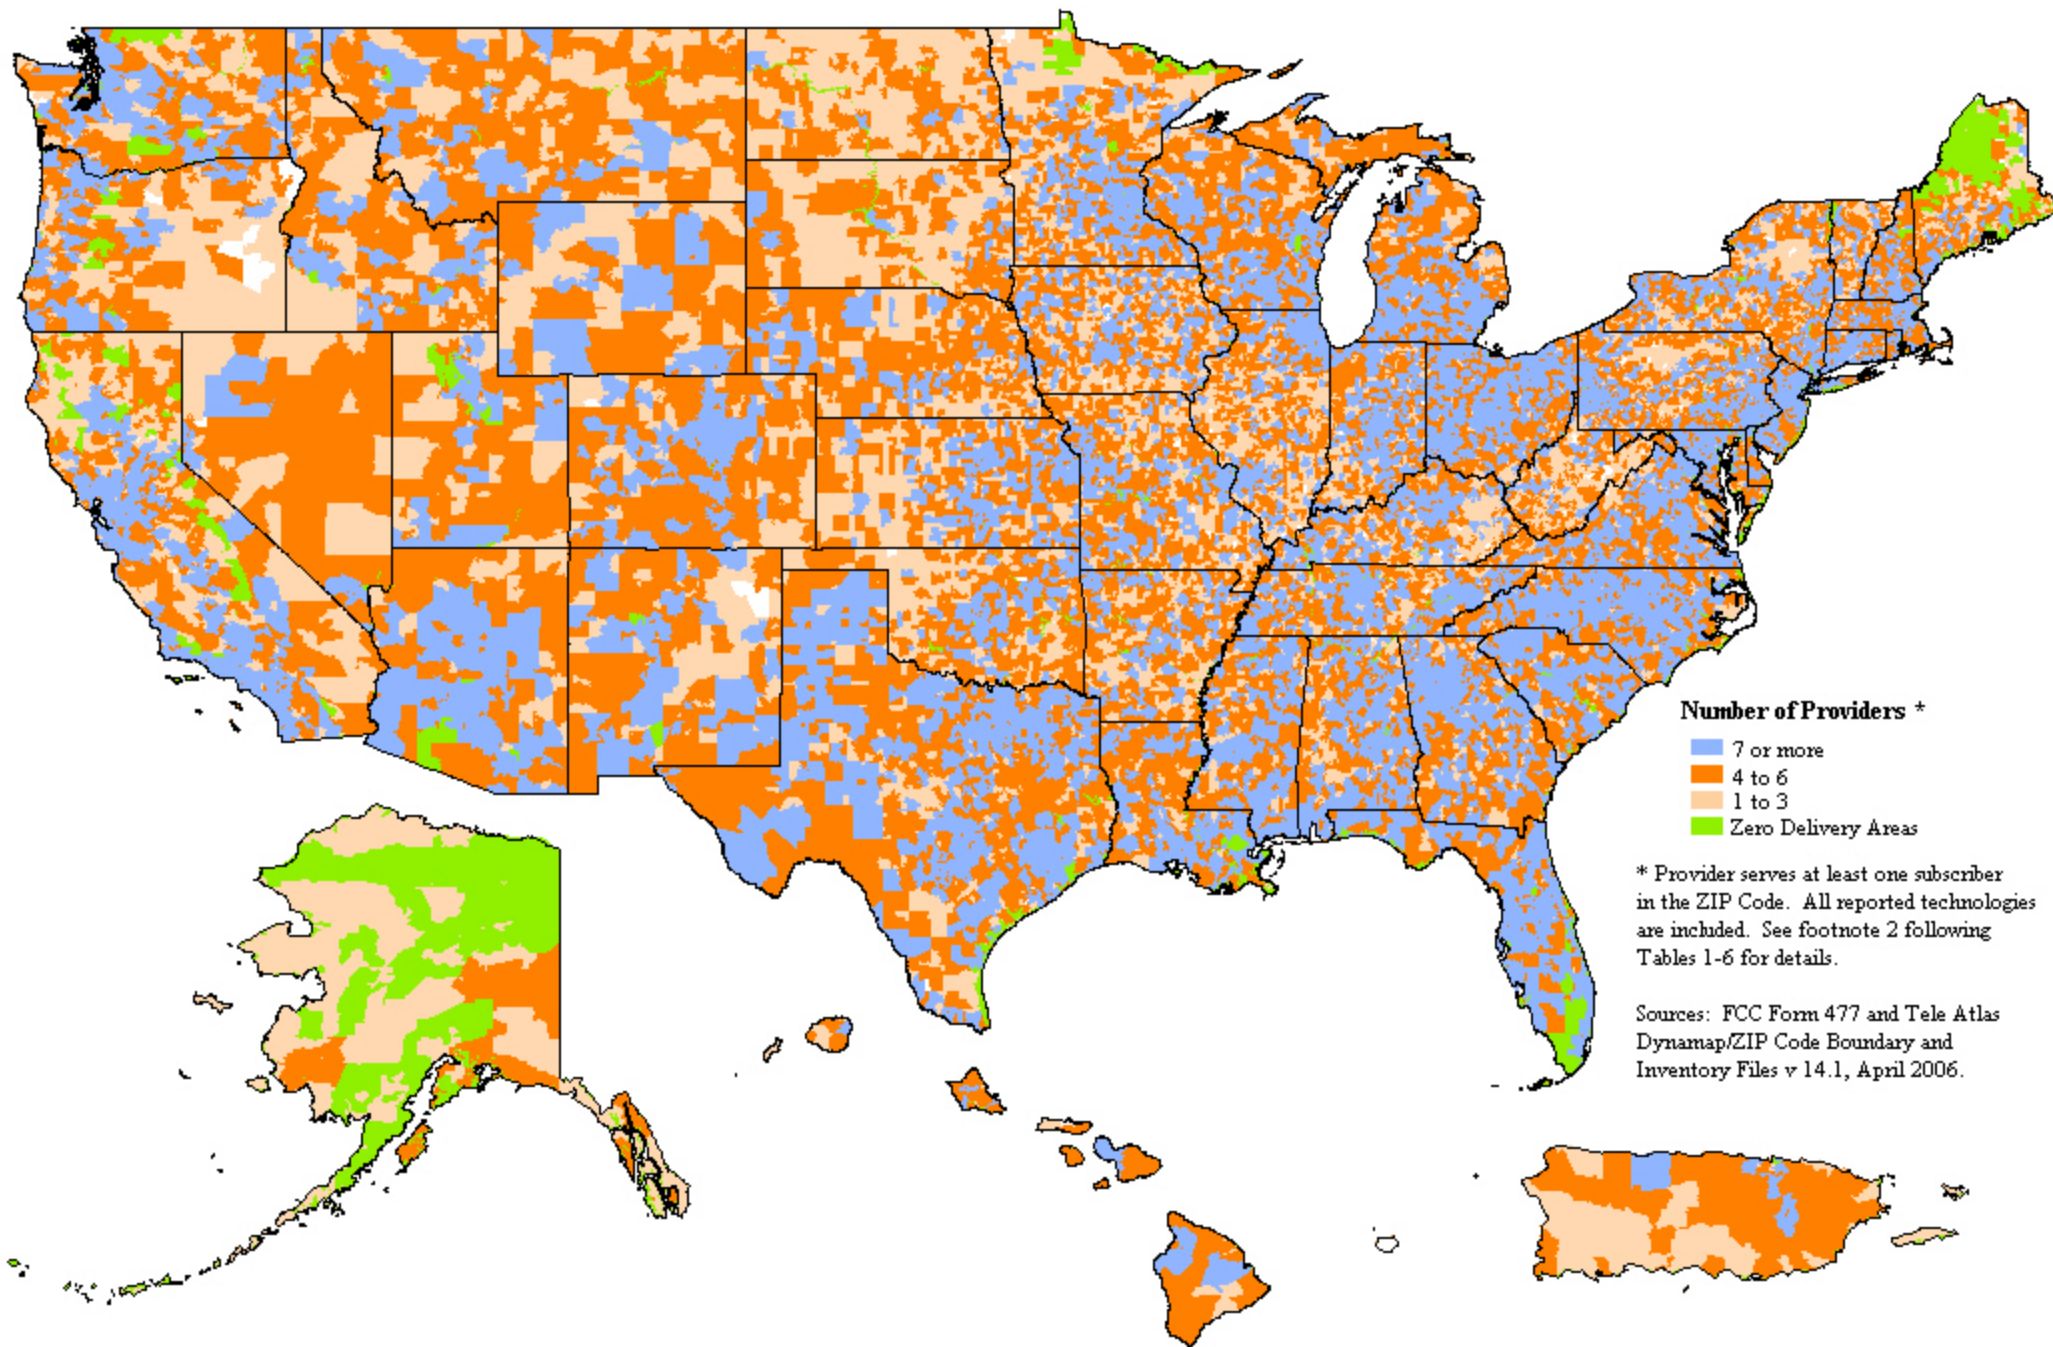 Number of Providers *
7 or more
4 to 6
1 to 3
Zero Delivery Areas
* Provider serves at least one subscriber
in the ZIP Code. All reported technologies
are included. See footnote 2 following
Tables 1-6 for details.
Sources: FCC Form 477 and Tele Atlas
Dynamap/ZIP Code Boundary and
Inventory Files v 14.1, April 2006.